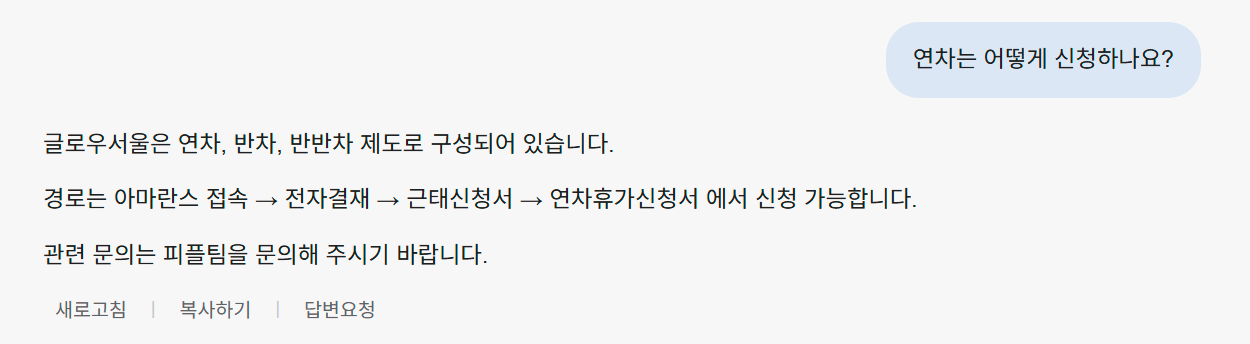 연차는 어떻게 신청하나요?
글로우서울은 연차, 반차, 반반차 제도로 구성되어 있습니다.
경로는 아마란스 접속 → 전자결재 → 근태신청서 → 연차휴가신청서 에서 신청 가능합니다.
관련 문의는 피플팀을 문의해 주시기 바랍니다.
새로고침 | 복사하기 | 답변요청